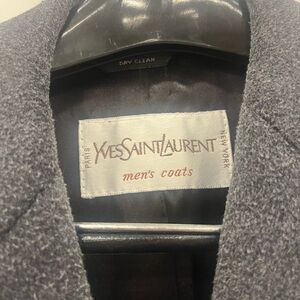 DRY CLEAN
PARIS
YVESSAINTLAURENT
NEW YORK
men's coats